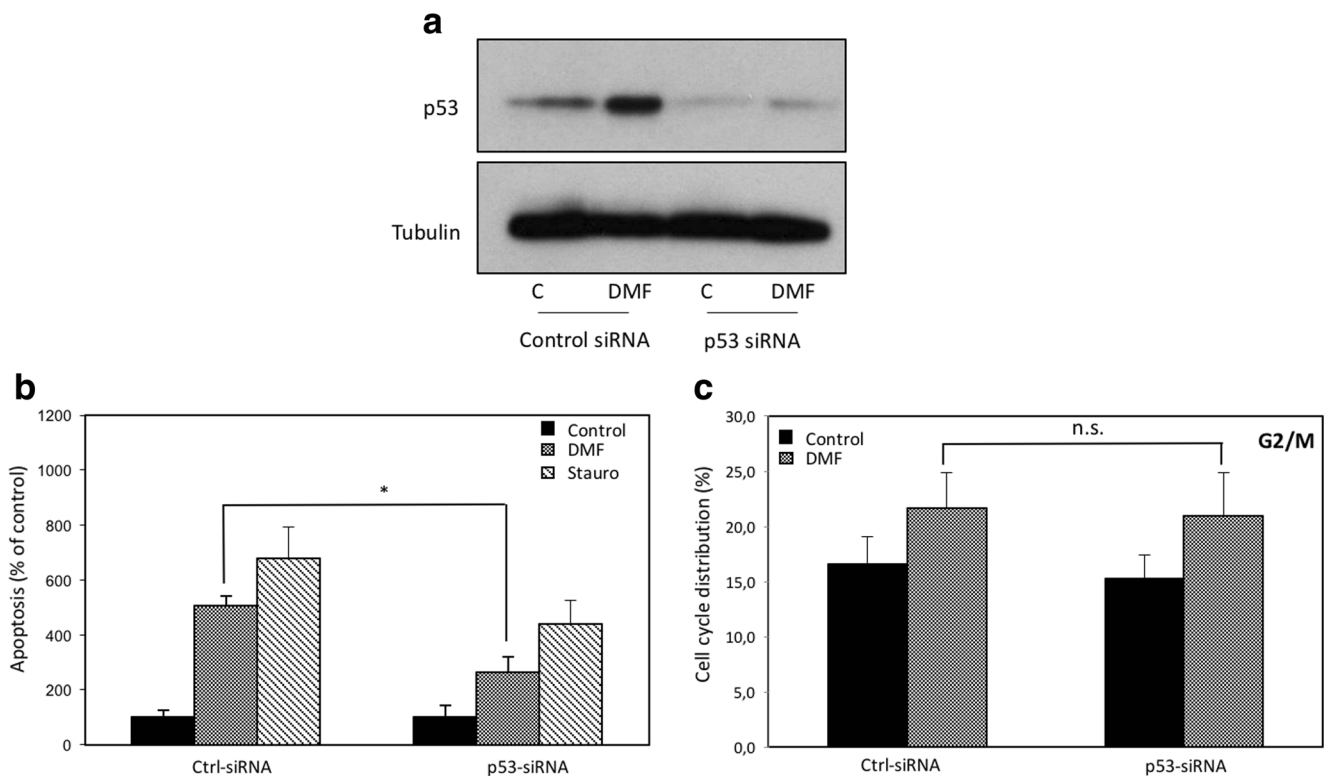 a
p53
Tubulin
C DMF C DMF
Control siRNA p53 siRNA
b
Apoptosis (% of control)
1200
1000
800
600
400
200
0
Control
DMF
Stauro
*
Ctrl-siRNA p53-siRNA
c
Cell cycle distribution (%)
30,0
25,0
20,0
15,0
10,0
5,0
0,0
Control
DMF
n.s.
G2/M
Ctrl-siRNA p53-siRNA